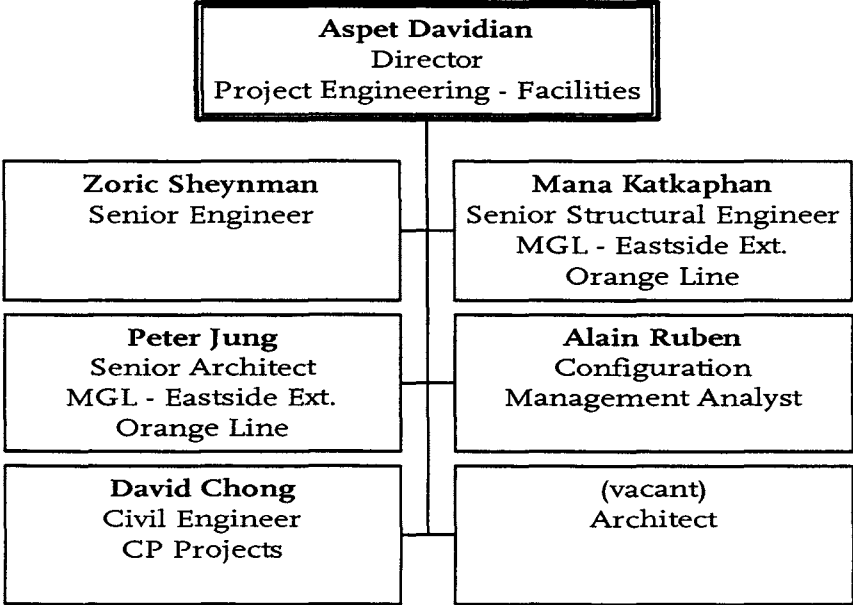 Aspet Davidian
Director
Project Engineering - Facilities
Zoric Sheynman
Senior Engineer
Mana Katkaphan
Senior Structural Engineer
MGL - Eastside Ext.
Orange Line
Peter Jung
Senior Architect
MGL - Eastside Ext.
Orange Line
Alain Ruben
Configuration
Management Analyst
David Chong
Civil Engineer
CP Projects
(vacant)
Architect